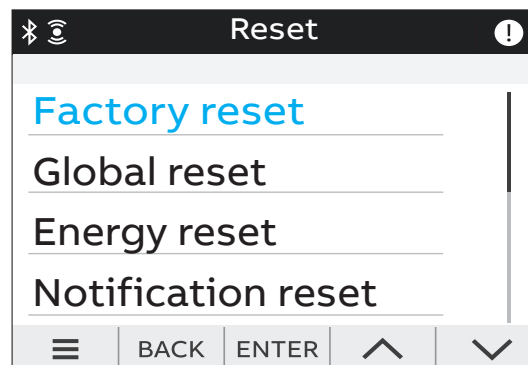 Reset
Factory reset
Global reset
Energy reset
Notification reset
BACK ENTER